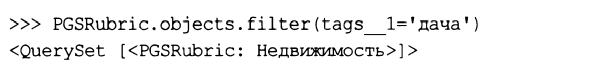 >>> PGSRubric.objects.filter(tags__1='дача')
<QuerySet [<PGSRubric: Недвижимость>]>